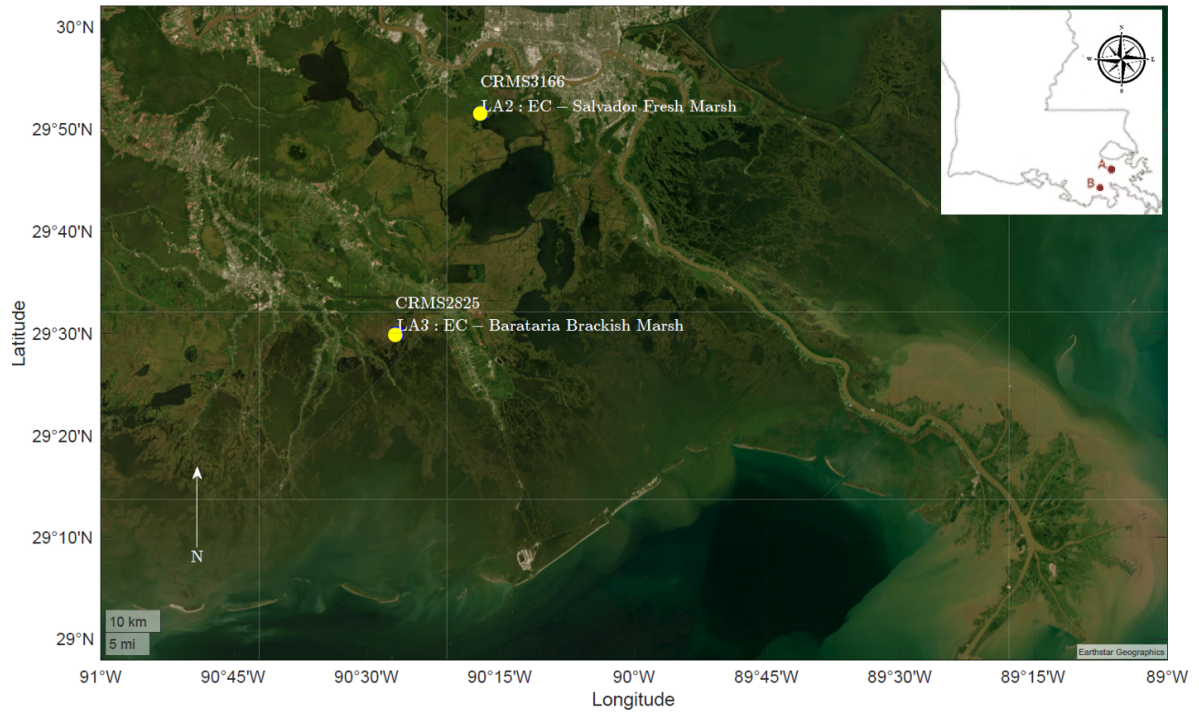 30°N
29°50'N
29°40'N
29°30'N
29°20'N
29°10'N
29°N
Latitude
CRMS3166
LA2 : EC − Salvador Fresh Marsh
CRMS2825
LA3 : EC − Barataria Brackish Marsh
N
W
L
S
A
B
N
10 km
5 mi
Earthstar Geographics
91°W
90°45'W
90°30'W
90°15'W
90°W
89°45'W
89°30'W
89°15'W
89°W
Longitude